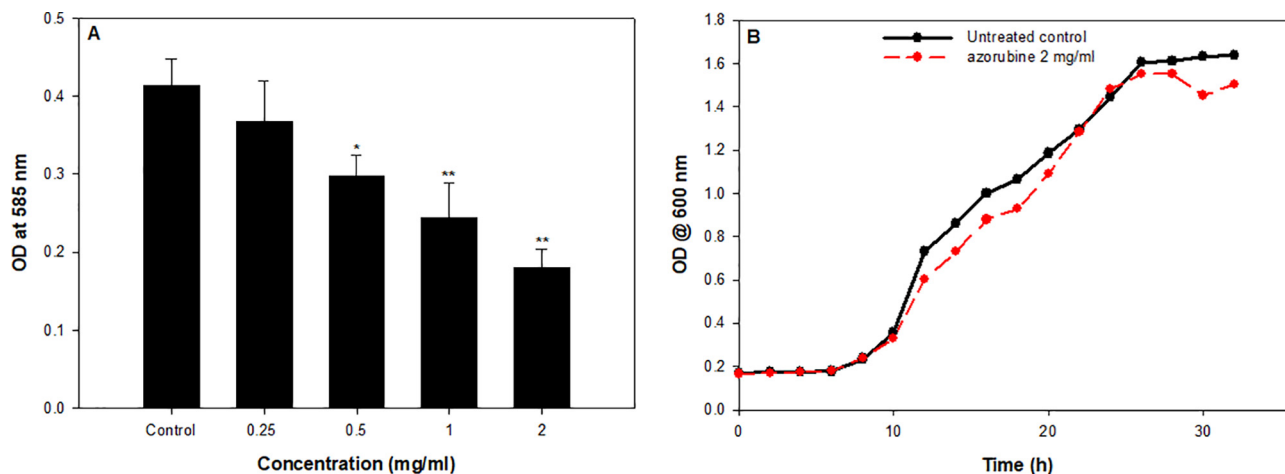 A
OD at 585 nm
0.5
0.4
0.3
0.2
0.1
0.0
*
**
**
Control 0.25 0.5 1 2
Concentration (mg/ml)
B
Untreated control
azorubine 2 mg/ml
OD @ 600 nm
1.8
1.6
1.4
1.2
1.0
0.8
0.6
0.4
0.2
0.0
0 10 20 30
Time (h)